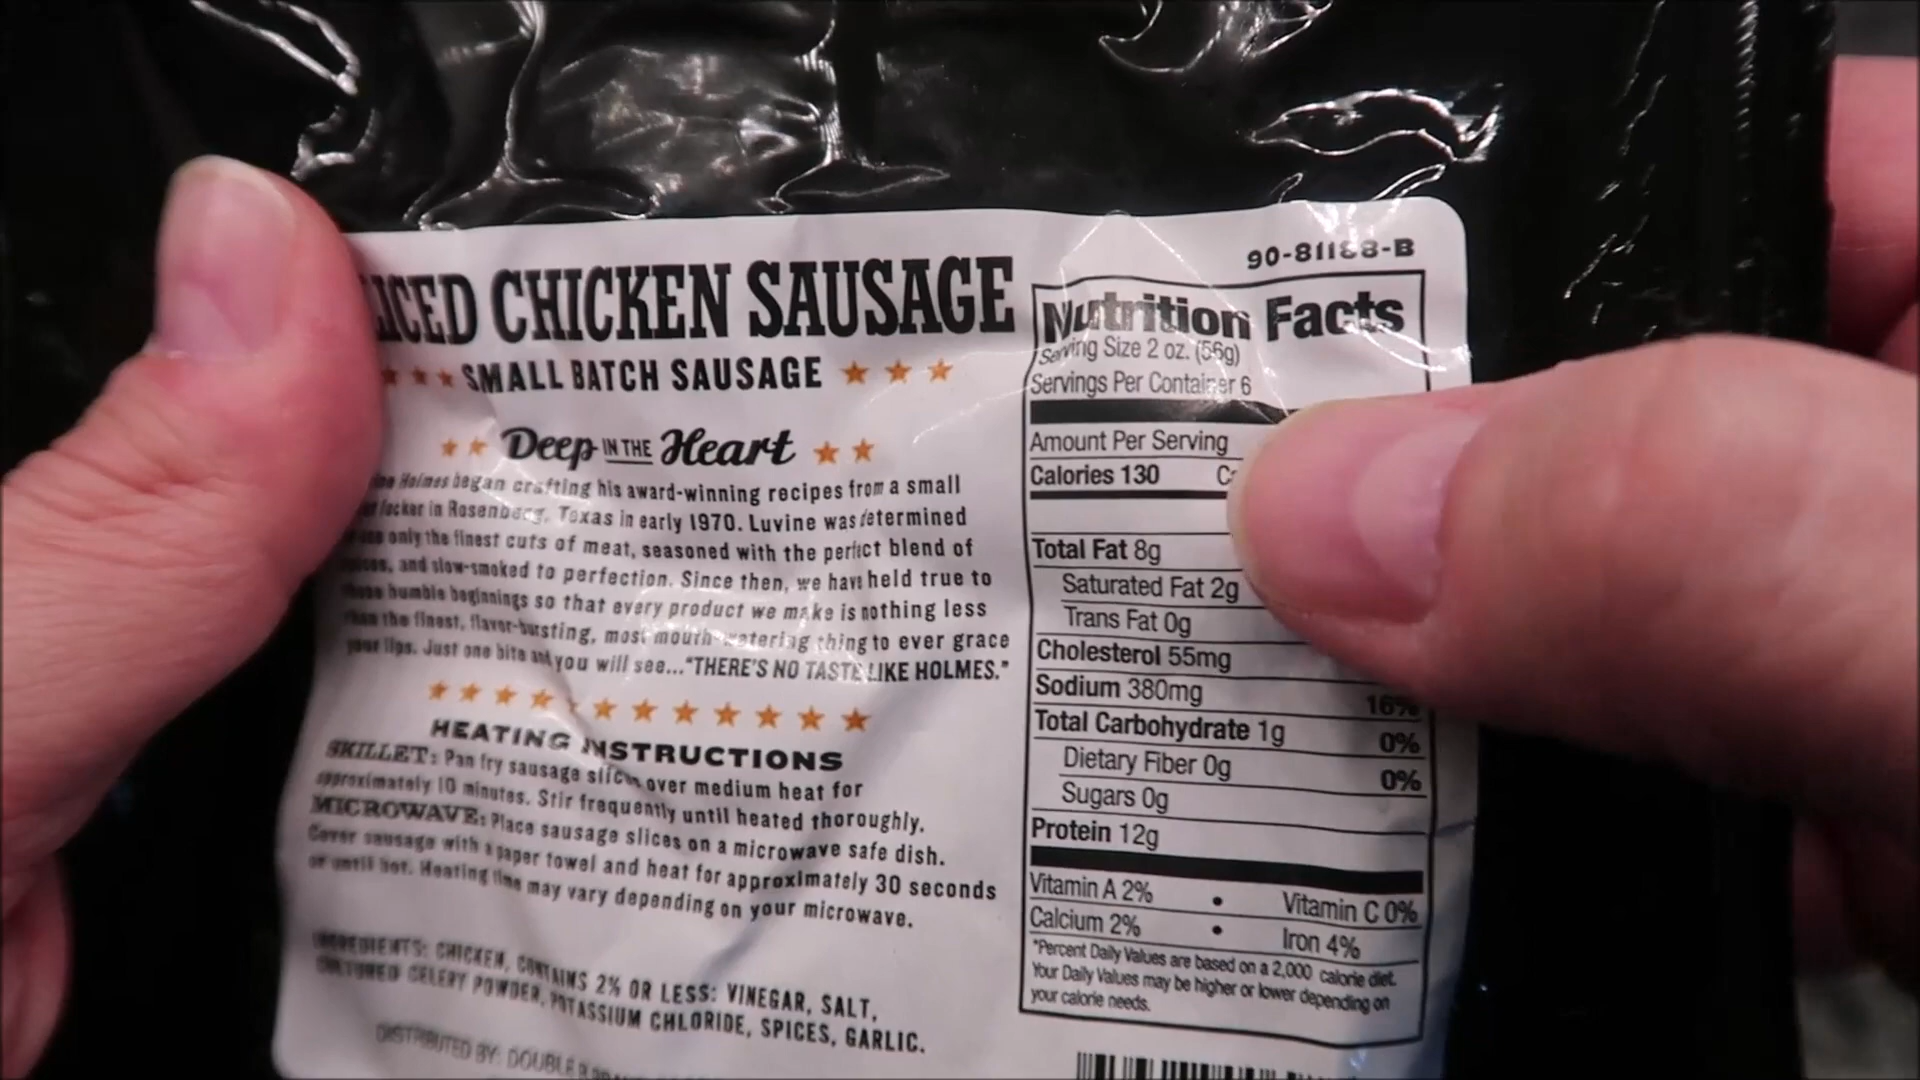 CHICKEN SAUSAGE
SMALL BATCH SAUSAGE
Deep IN THE Heart
Holmes began crafting his award-winning recipes from a small
locker in Rosenberg, Texas in early 1970. Luvine was determined
only the finest cuts of meat, seasoned with the perfect blend of
and slow-smoked to perfection. Since then, we have held true to
those humble beginnings so that every product we make is nothing less
than the finest, flavor-bursting, most mouth-watering thing to ever grace
your lips. Just one bite and you will see..."THERE'S NO TASTE LIKE HOLMES."
HEATING INSTRUCTIONS
SKILLET: Pan fry sausage slices over medium heat for
approximately 10 minutes. Stir frequently until heated thoroughly.
MICROWAVE: Place sausage slices on a microwave safe dish.
Cover sausage with a paper towel and heat for approximately 30 seconds
or until hot. Heating time may vary depending on your microwave.
INGREDIENTS: CHICKEN, CONTAINS 2% OR LESS: VINEGAR, SALT,
CULTURED CELERY POWDER, POTASSIUM CHLORIDE, SPICES, GARLIC.
DISTRIBUTED BY: DOUBLE B
90-81188-B
Nutrition Facts
Serving Size 2 oz. (56g)
Servings Per Container 6
Amount Per Serving
Calories 130
Total Fat 8g
Saturated Fat 2g
Trans Fat 0g
Cholesterol 55mg
Sodium 380mg 16%
Total Carbohydrate 1g 0%
Dietary Fiber 0g 0%
Sugars 0g
Protein 12g
Vitamin A 2% • Vitamin C 0%
Calcium 2% • Iron 4%
*Percent Daily Values are based on a 2,000 calorie diet.
Your Daily Values may be higher or lower depending on
your calorie needs.